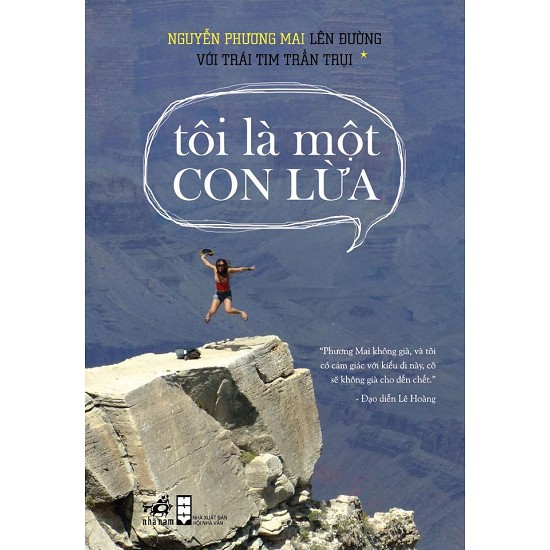 NGUYỄN PHƯƠNG MAI LÊN ĐƯỜNG
VỚI TRÁI TIM TRẦN TRỤI *
tôi là một
CON LỪA
“Phương Mai không già, và tôi
có cảm giác với kiểu đi này, cô
sẽ không già cho đến chết.”
- Đạo diễn Lê Hoàng
nhã nam
NHÀ XUẤT BẢN
HỘI NHÀ VĂN